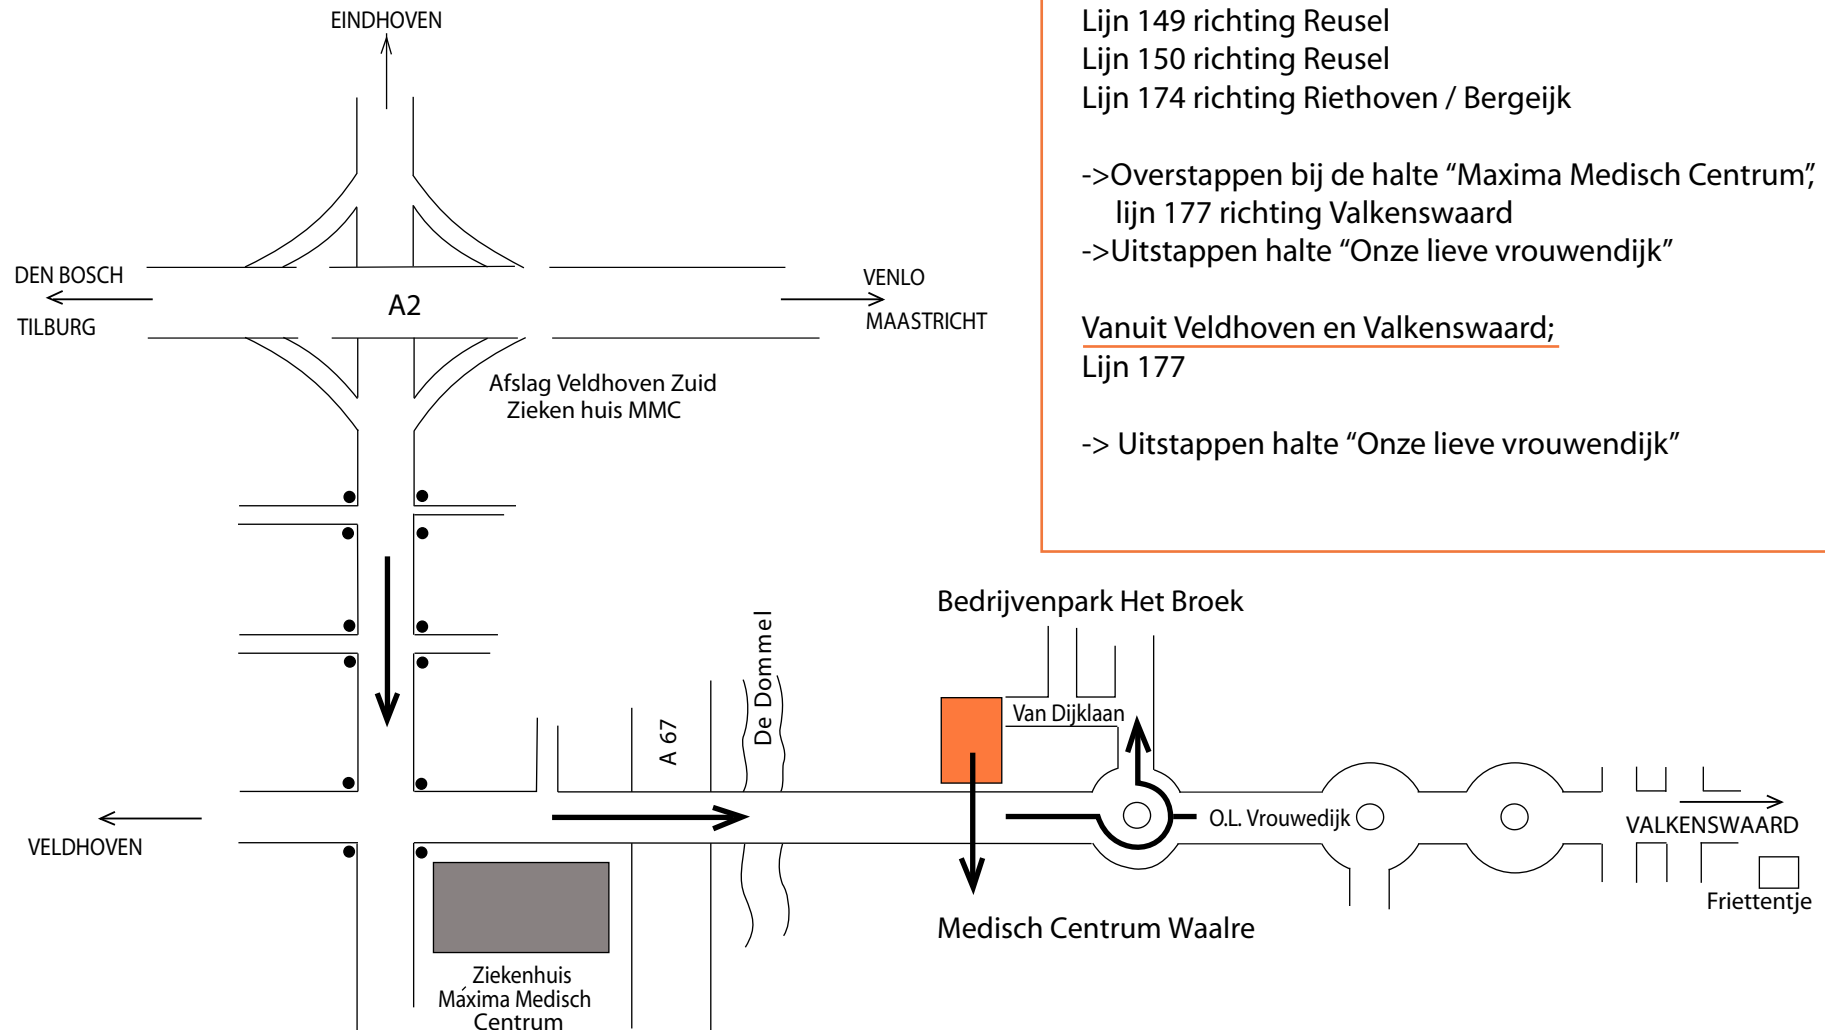 EINDHOVEN
Lijn 149 richting Reusel
Lijn 150 richting Reusel
Lijn 174 richting Riethoven / Bergeijk
->Overstappen bij de halte “Maxima Medisch Centrum”,
lijn 177 richting Valkenswaard
->Uitstappen halte “Onze lieve vrouwendijk”
Vanuit Veldhoven en Valkenswaard;
Lijn 177
-> Uitstappen halte “Onze lieve vrouwendijk”
DEN BOSCH
TILBURG
A2
VENLO
MAASTRICHT
Afslag Veldhoven Zuid
Zieken huis MMC
Bedrijvenpark Het Broek
De Dommel
A 67
Van Dijklaan
O.L. Vrouwedijk
VALKENSWAARD
VELDHOVEN
Friettentje
Medisch Centrum Waalre
Ziekenhuis
Máxima Medisch
Centrum